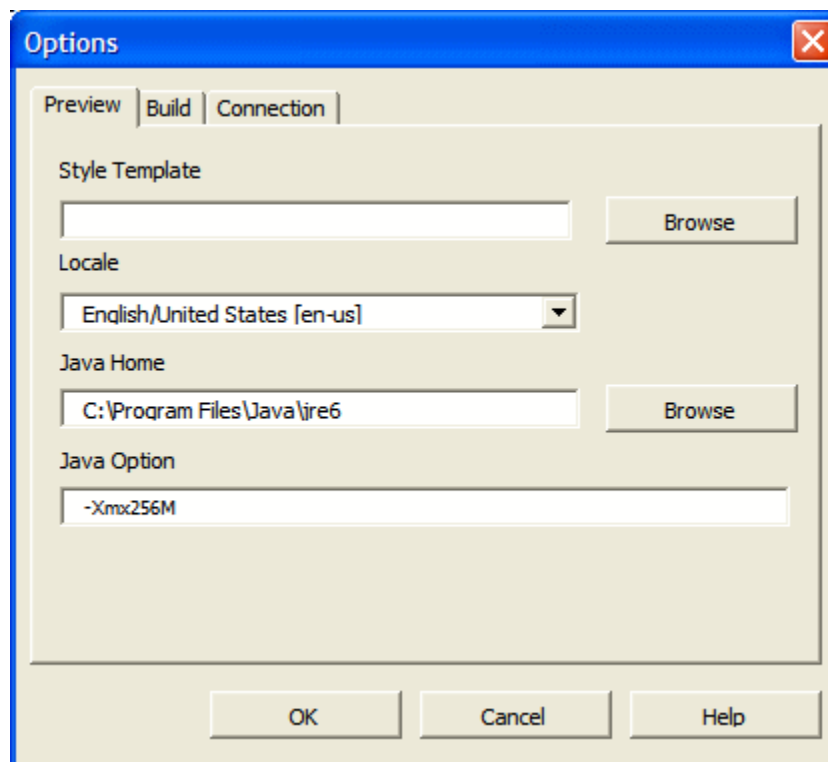 Options
Preview Build Connection
Style Template
Browse
Locale
English/United States [en-us]
Java Home
C:\Program Files\Java\jre6 Browse
Java Option
-Xmx256M
OK Cancel Help